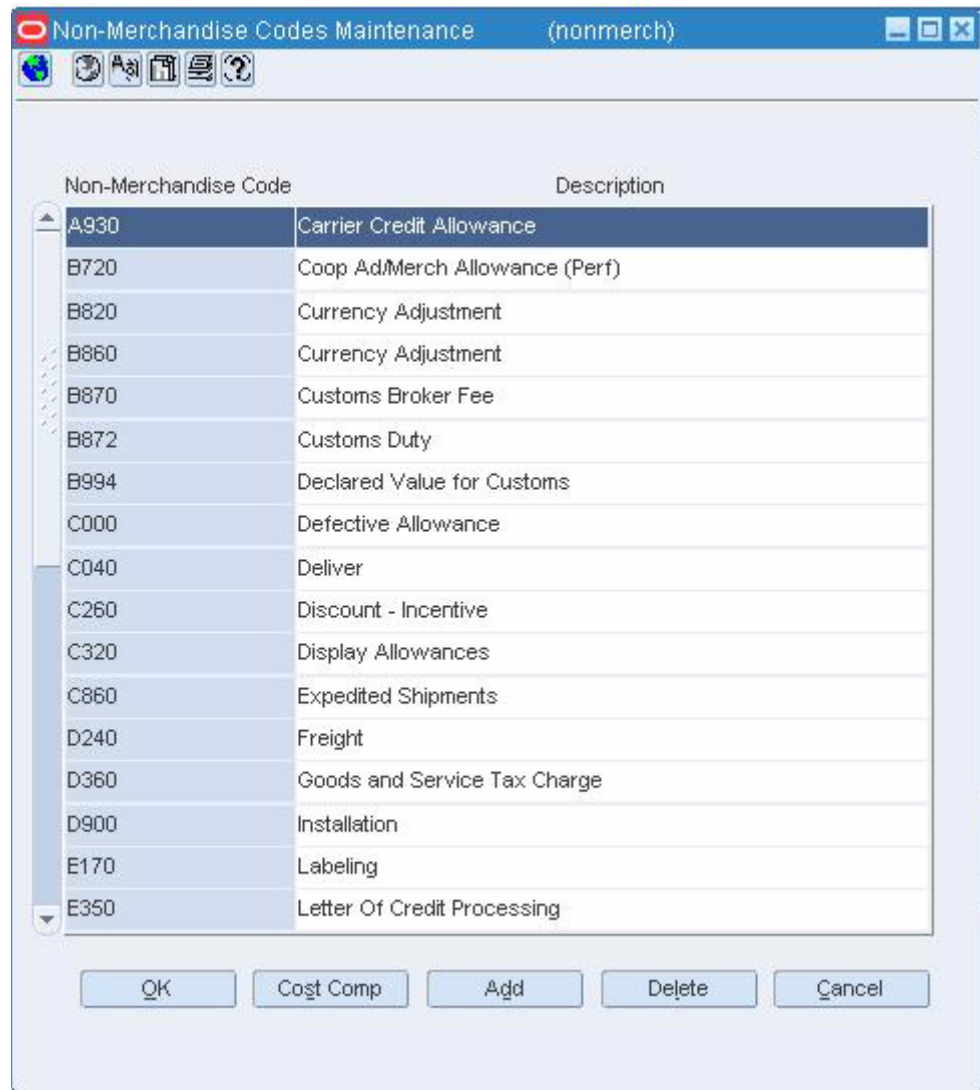 Non-Merchandise Codes Maintenance (nonmerch)
Non-Merchandise Code Description
A930 Carrier Credit Allowance
B720 Coop Ad/Merch Allowance (Perf)
B820 Currency Adjustment
B860 Currency Adjustment
B870 Customs Broker Fee
B872 Customs Duty
B994 Declared Value for Customs
C000 Defective Allowance
C040 Deliver
C260 Discount - Incentive
C320 Display Allowances
C860 Expedited Shipments
D240 Freight
D360 Goods and Service Tax Charge
D900 Installation
E170 Labeling
E350 Letter Of Credit Processing
OK Cost Comp Add Delete Cancel